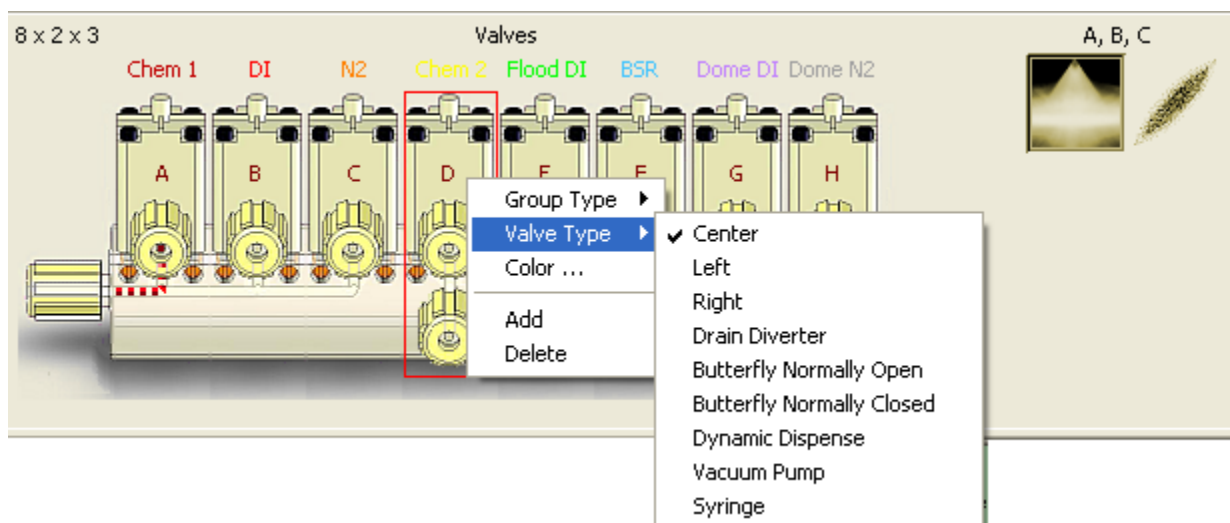 8 x 2 x 3
Valves
A, B, C
Chem 1 DI N2 Chem 2 Flood DI BSR Dome DI Dome N2
A B C D E F G H
Group Type
Valve Type
Color ...
Add
Delete
Center
Left
Right
Drain Diverter
Butterfly Normally Open
Butterfly Normally Closed
Dynamic Dispense
Vacuum Pump
Syringe